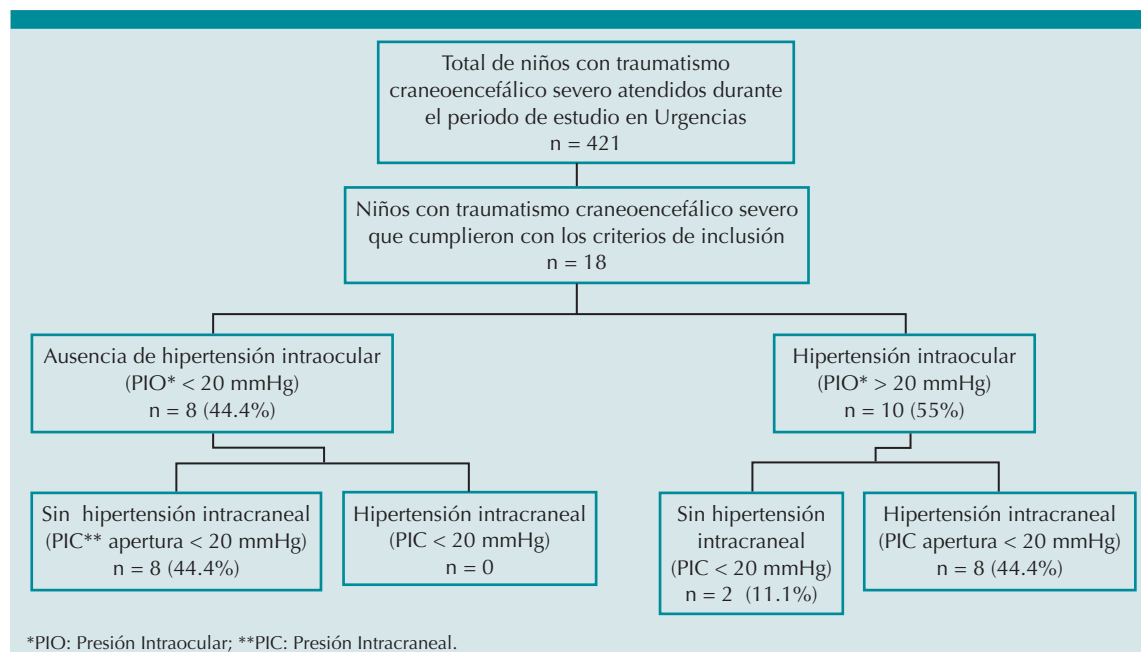 Total de niños con traumatismo
craneoencefálico severo atendidos durante
el periodo de estudio en Urgencias
n = 421
Niños con traumatismo craneoencefálico severo
que cumplieron con los criterios de inclusión
n = 18
Ausencia de hipertensión intraocular
(PIO* < 20 mmHg)
n = 8 (44.4%)
Hipertensión intraocular
(PIO* > 20 mmHg)
n = 10 (55%)
Sin hipertensión intracraneal
(PIC** apertura < 20 mmHg)
n = 8 (44.4%)
Hipertensión intracraneal
(PIC < 20 mmHg)
n = 0
Sin hipertensión
intracraneal
(PIC < 20 mmHg)
n = 2 (11.1%)
Hipertensión intracraneal
(PIC apertura < 20 mmHg)
n = 8 (44.4%)
*PIO: Presión Intraocular; **PIC: Presión Intracraneal.